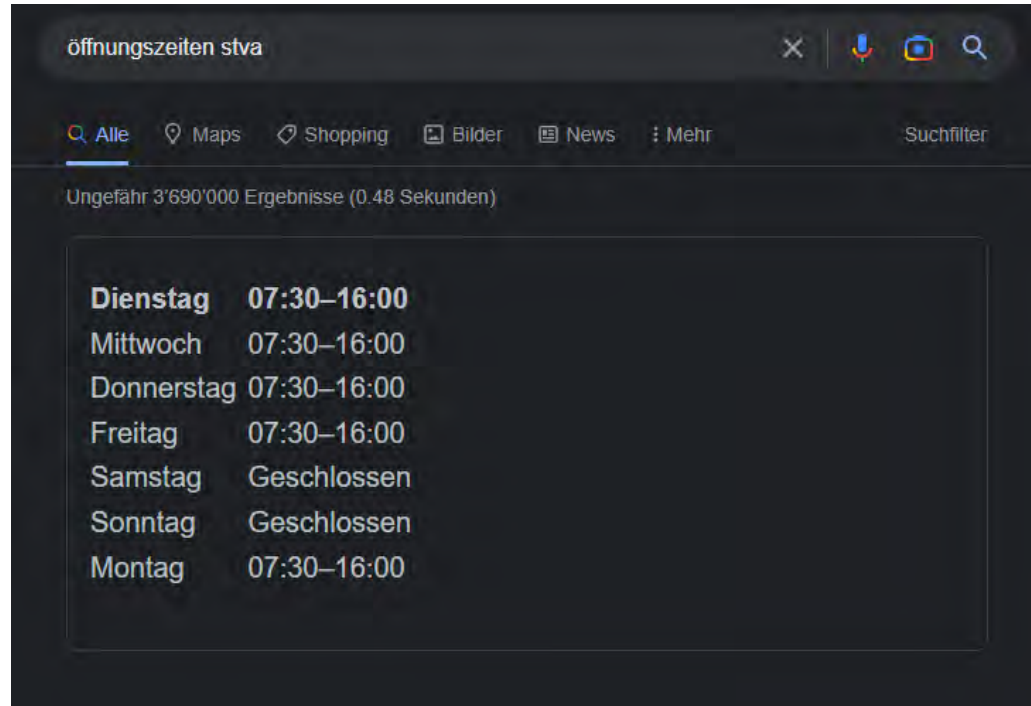 öffnungszeiten stva
Alle Maps Shopping Bilder News Mehr Suchfilter
Ungefähr 3'690'000 Ergebnisse (0.48 Sekunden)
Dienstag 07:30–16:00
Mittwoch 07:30–16:00
Donnerstag 07:30–16:00
Freitag 07:30–16:00
Samstag Geschlossen
Sonntag Geschlossen
Montag 07:30–16:00